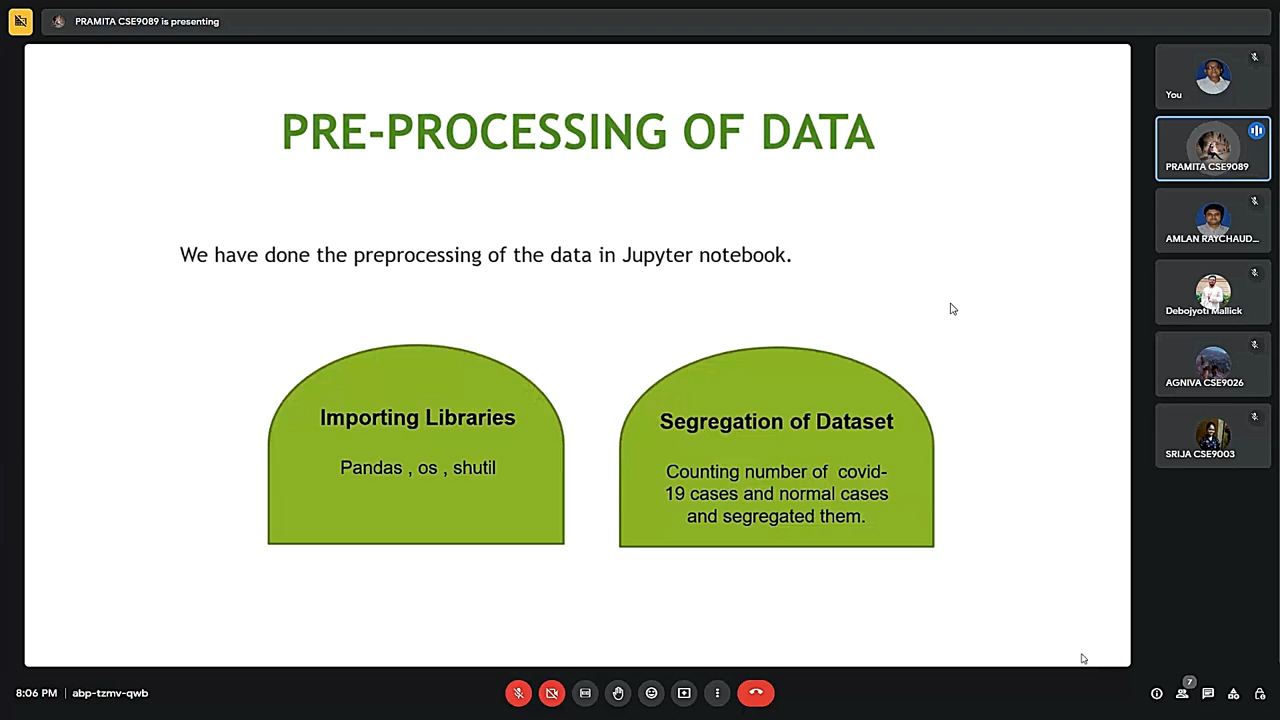 PRAMITA CSE9089 is presenting
PRE-PROCESSING OF DATA
We have done the preprocessing of the data in Jupyter notebook.
Importing Libraries
Pandas , os , shutil
Segregation of Dataset
Counting number of covid-
19 cases and normal cases
and segregated them.
You
PRAMITA CSE9089
AMLAN RAYCHAUD...
Debojyoti Mallick
AGNIVA CSE9026
SRIJA CSE9003
8:06 PM | abp-tzmv-qwb
7